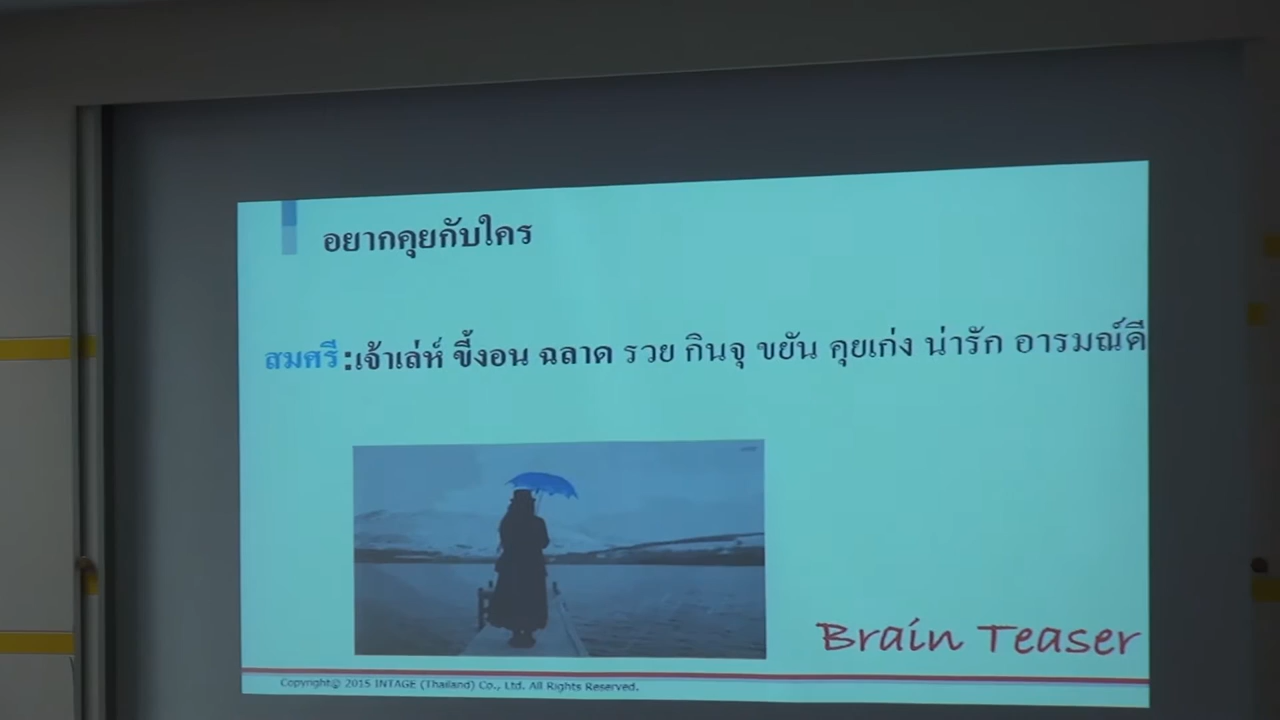 อยากคุยกับใคร
สมศรี:เจ้าเล่ห์ ขี้งอน ฉลาด รวย กินจุ ขยัน คุยเก่ง น่ารัก อารมณ์ดี
Brain Teaser
Copyright© 2015 INTAGE (Thailand) Co., Ltd. All Rights Reserved.